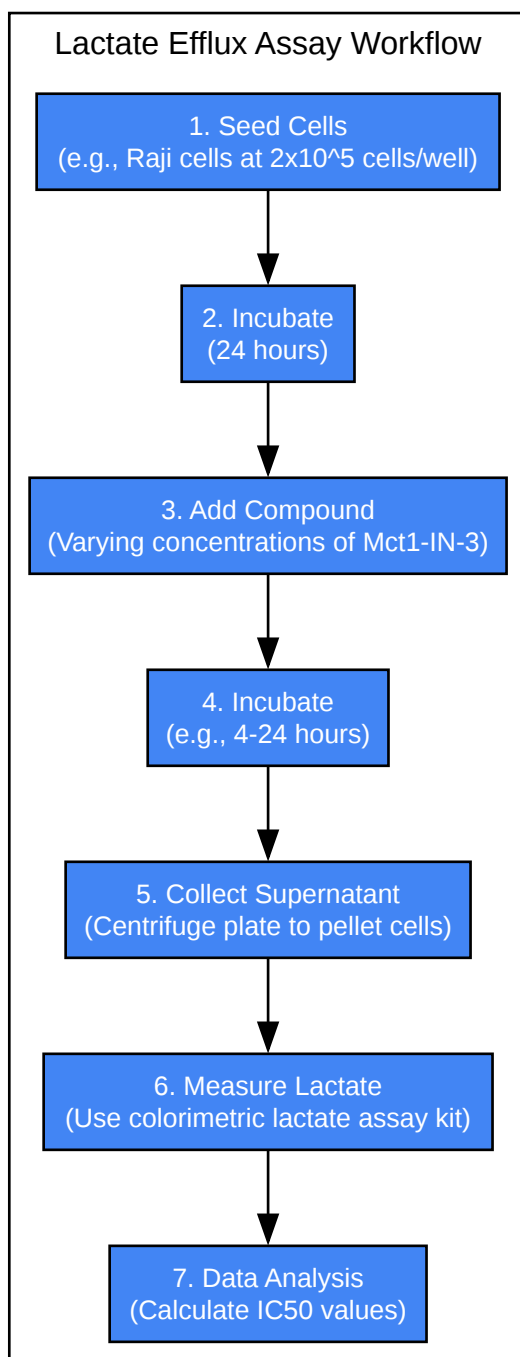 Lactate Efflux Assay Workflow
1. Seed Cells
(e.g., Raji cells at 2x10^5 cells/well)
2. Incubate
(24 hours)
3. Add Compound
(Varying concentrations of Mct1-IN-3)
4. Incubate
(e.g., 4-24 hours)
5. Collect Supernatant
(Centrifuge plate to pellet cells)
6. Measure Lactate
(Use colorimetric lactate assay kit)
7. Data Analysis
(Calculate IC50 values)